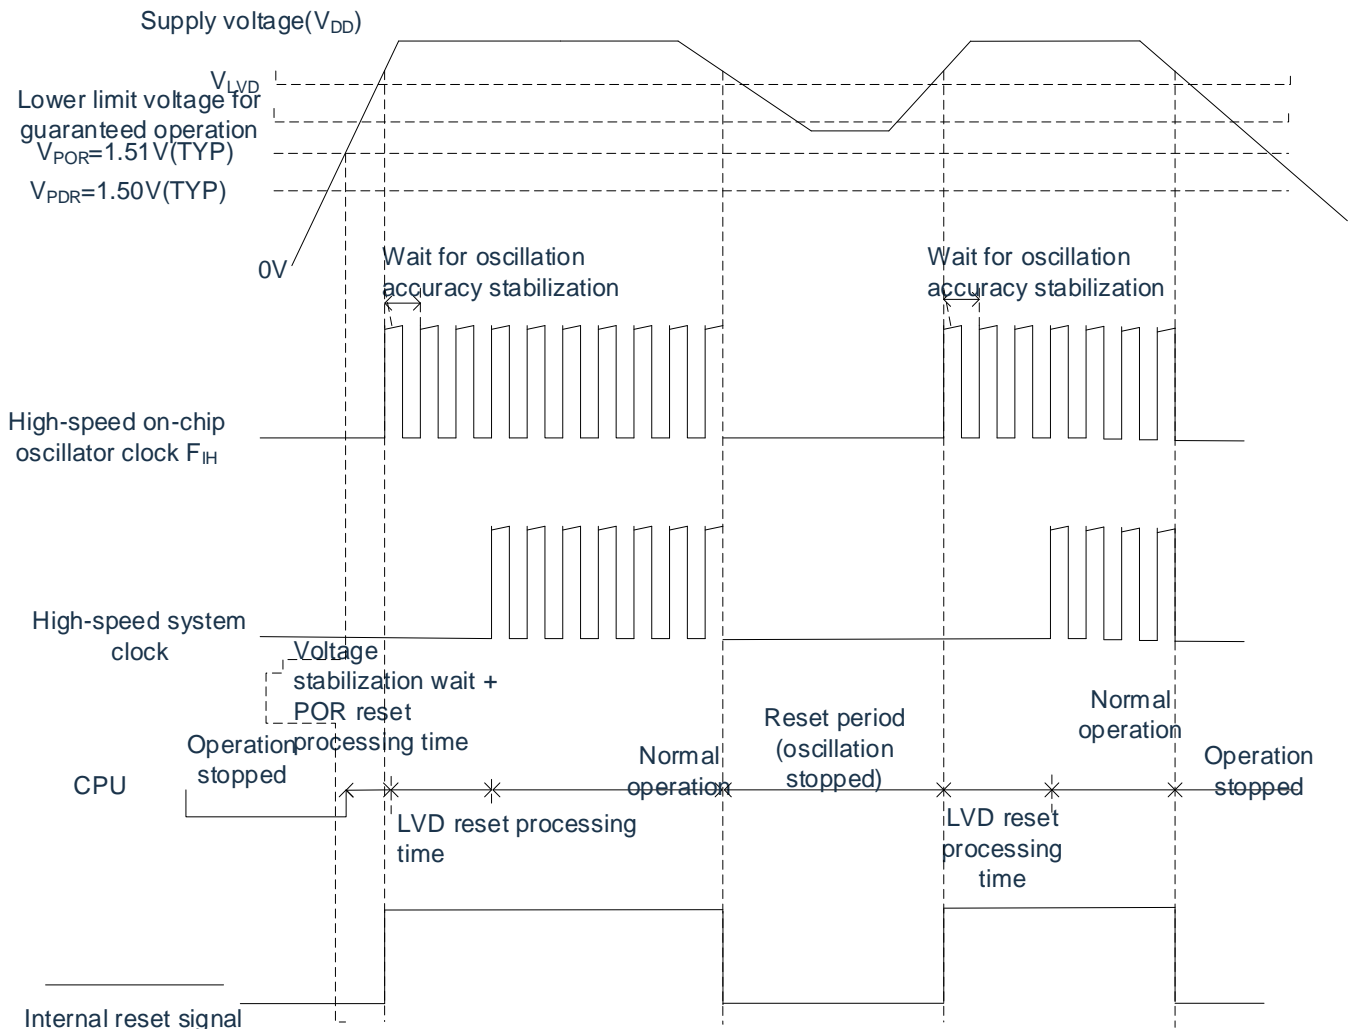 Supply voltage(VDD)
VLVD
Lower limit voltage for
guaranteed operation
VPOR=1.51V(TYP)
VPDR=1.50V(TYP)
0V
Wait for oscillation
accuracy stabilization
Wait for oscillation
accuracy stabilization
High-speed on-chip
oscillator clock FIH
High-speed system
clock
Voltage
stabilization wait +
POR reset
processing time
Operation
stopped
CPU
LVD reset processing
time
Normal
operation
Reset period
(oscillation
stopped)
LVD reset
processing
time
Normal
operation
Operation
stopped
Internal reset signal